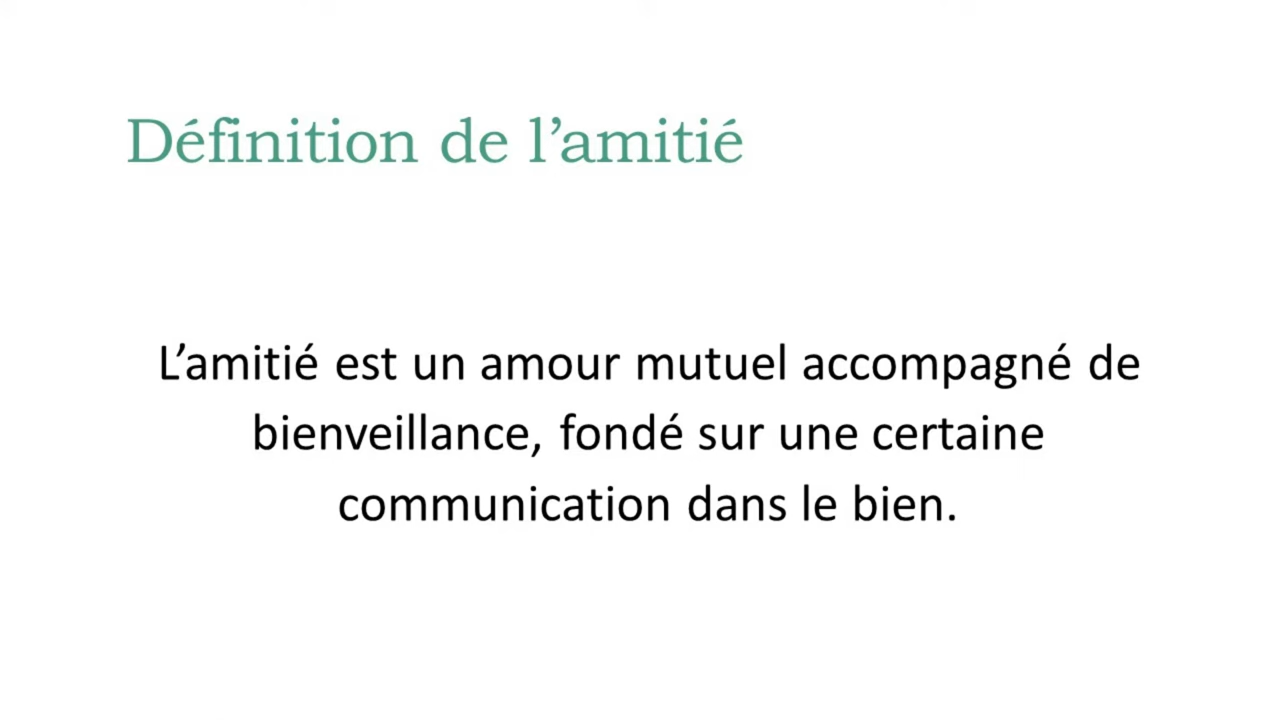 Définition de l’amitié
L’amitié est un amour mutuel accompagné de
bienveillance, fondé sur une certaine
communication dans le bien.